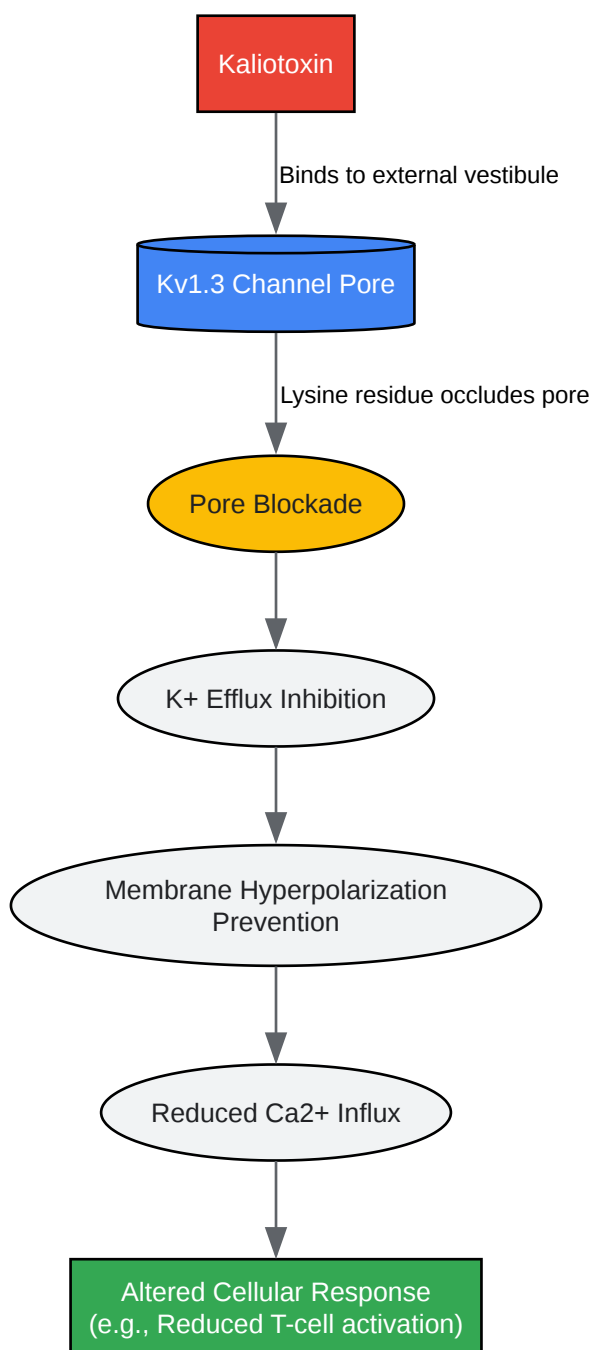 Kaliotoxin
Binds to external vestibule
Kv1.3 Channel Pore
Lysine residue occludes pore
Pore Blockade
K+ Efflux Inhibition
Membrane Hyperpolarization
Prevention
Reduced Ca2+ Influx
Altered Cellular Response
(e.g., Reduced T-cell activation)